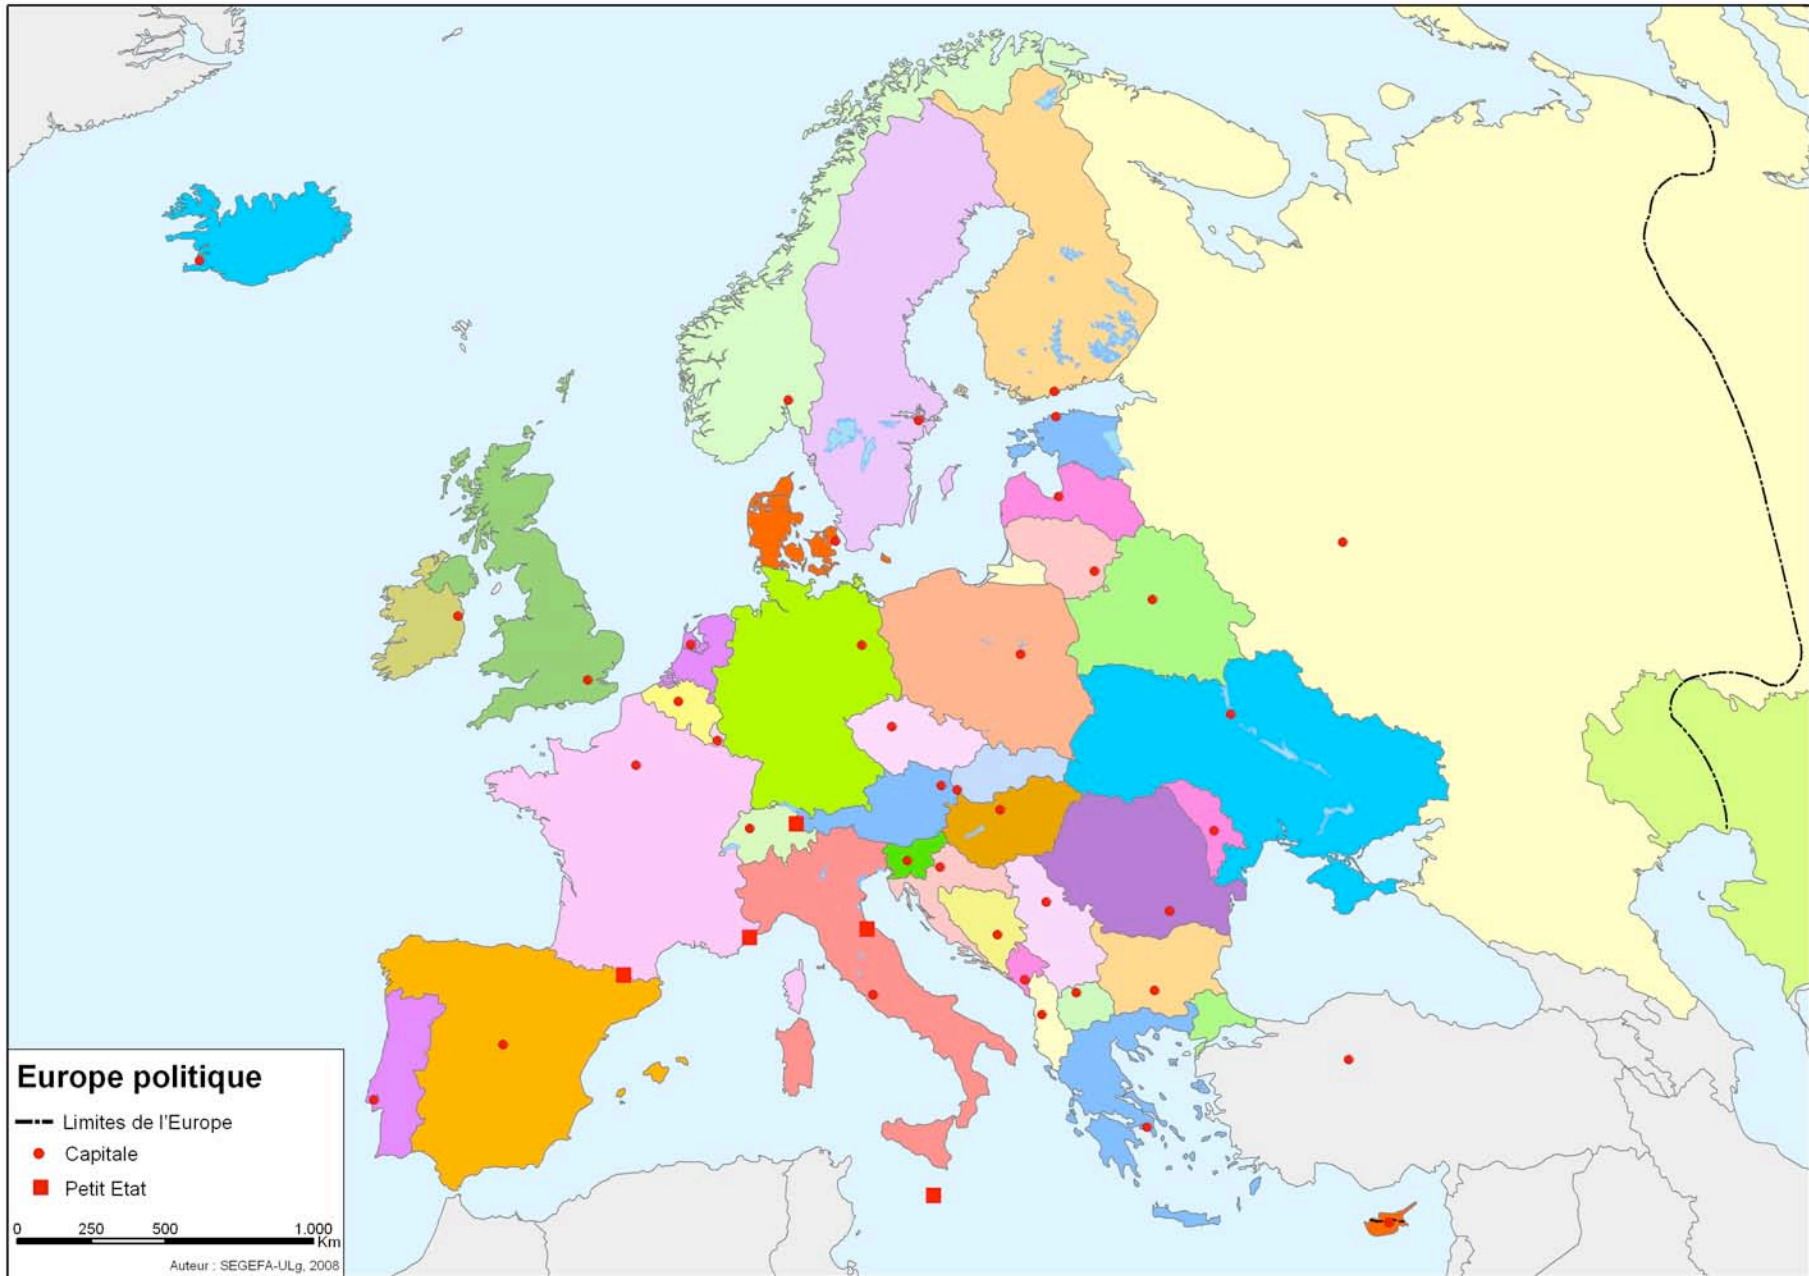 Europe politique
Limites de l'Europe
Capitale
Petit Etat
0 250 500 1.000
Km
Auteur : SEGEFA-ULg, 2008